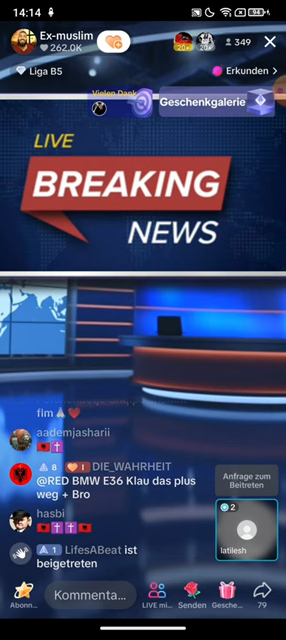 14:14
Ex-muslim
262.0K
20+
20+
349
Liga B5
Erkunden
Vielen Dank
Geschenkgalerie
LIVE
BREAKING
NEWS
fim 🙏❤️
aademjasharii
🇦🇱✝️🇦🇱
8 1 DIE_WAHRHEIT
@RED BMW E36 Klau das plus
weg + Bro
hasbi
🇦🇱✝️✝️🇦🇱
1 LifesABeat ist
beigetreten
Anfrage zum
Beitreten
2
latilesh
Kommenta...
Abonn...
LIVE mi...
Senden
Gesche...
79